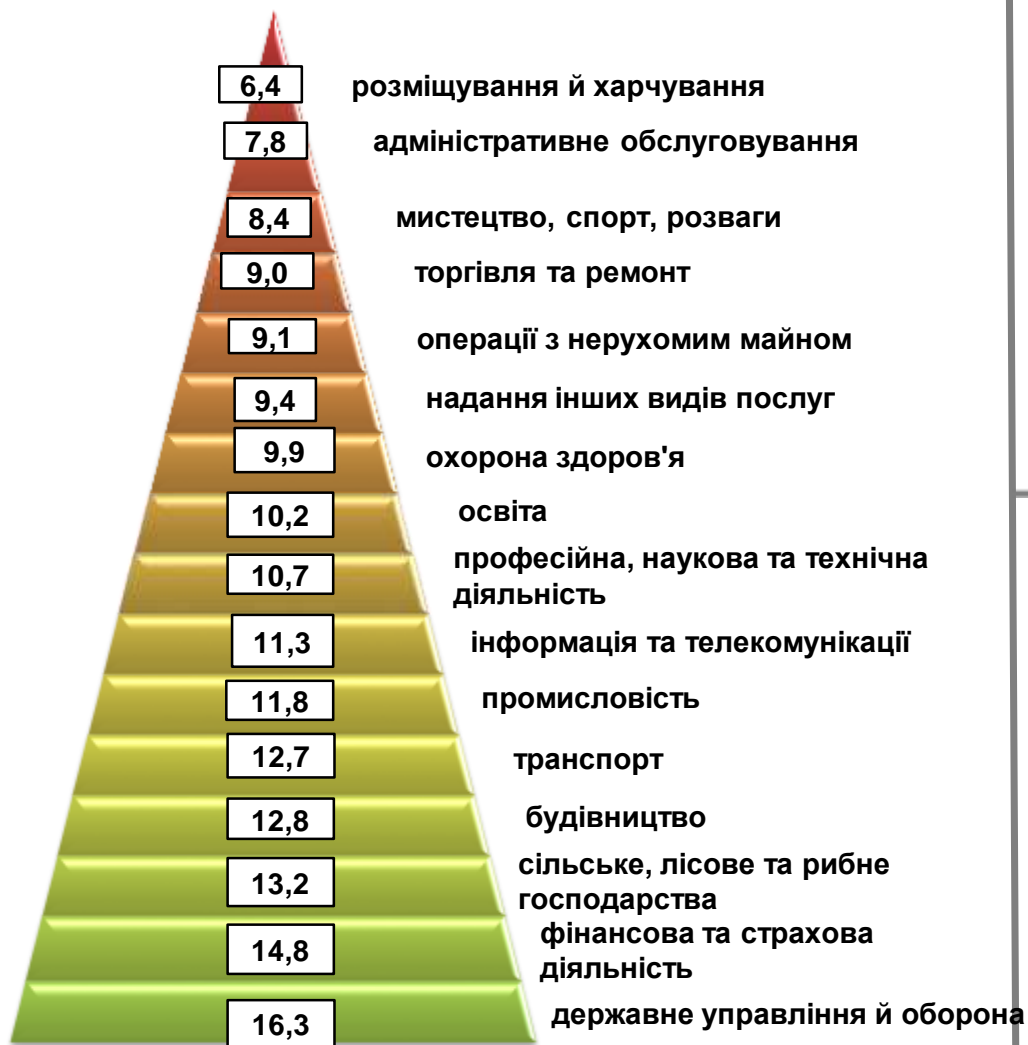 6,4 розміщування й харчування
7,8 адміністративне обслуговування
8,4 мистецтво, спорт, розваги
9,0 торгівля та ремонт
9,1 операції з нерухомим майном
9,4 надання інших видів послуг
9,9 охорона здоров'я
10,2 освіта
10,7 професійна, наукова та технічна
діяльність
11,3 інформація та телекомунікації
11,8 промисловість
12,7 транспорт
12,8 будівництво
13,2 сільське, лісове та рибне
господарства
14,8 фінансова та страхова
діяльність
16,3 державне управління й оборона